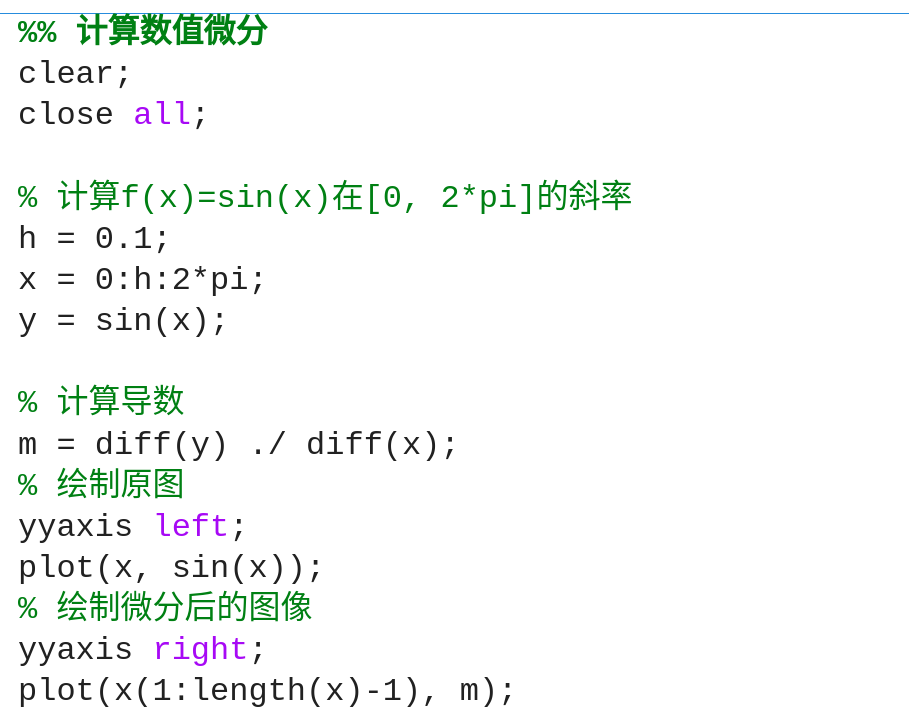 %% 计算数值微分
clear;
close all;
% 计算f(x)=sin(x)在[0, 2*pi]的斜率
h = 0.1;
x = 0:h:2*pi;
y = sin(x);
% 计算导数
m = diff(y) ./ diff(x);
% 绘制原图
yyaxis left;
plot(x, sin(x));
% 绘制微分后的图像
yyaxis right;
plot(x(1:length(x)-1), m);